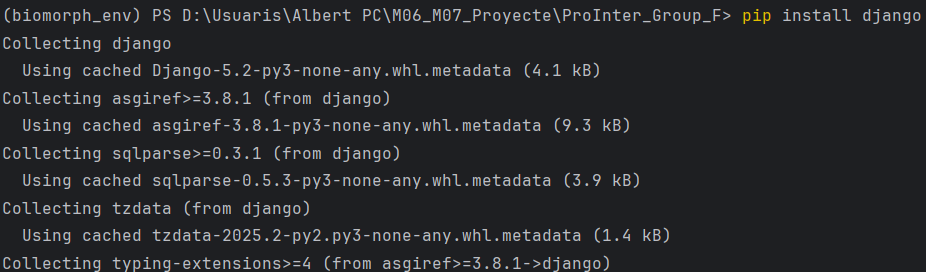 (biomorph_env) PS D:\Usuaris\Albert PC\M06_M07_Proyecte\ProInter_Group_F> pip install django
Collecting django
  Using cached Django-5.2-py3-none-any.whl.metadata (4.1 kB)
Collecting asgiref>=3.8.1 (from django)
  Using cached asgiref-3.8.1-py3-none-any.whl.metadata (9.3 kB)
Collecting sqlparse>=0.3.1 (from django)
  Using cached sqlparse-0.5.3-py3-none-any.whl.metadata (3.9 kB)
Collecting tzdata (from django)
  Using cached tzdata-2025.2-py2.py3-none-any.whl.metadata (1.4 kB)
Collecting typing-extensions>=4 (from asgiref>=3.8.1->django)